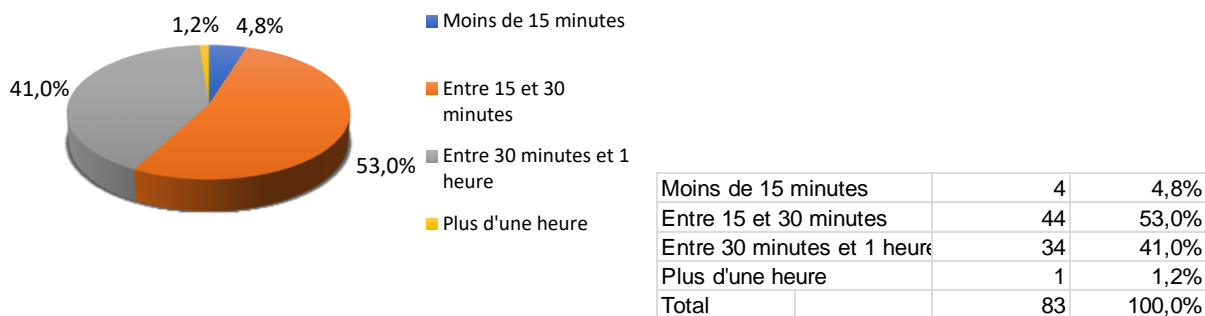 1,2%
4,8%
41,0%
53,0%
Moins de 15 minutes
Entre 15 et 30
minutes
Entre 30 minutes et 1
heure
Plus d'une heure
Moins de 15 minutes 4 4,8%
Entre 15 et 30 minutes 44 53,0%
Entre 30 minutes et 1 heure 34 41,0%
Plus d'une heure 1 1,2%
Total 83 100,0%